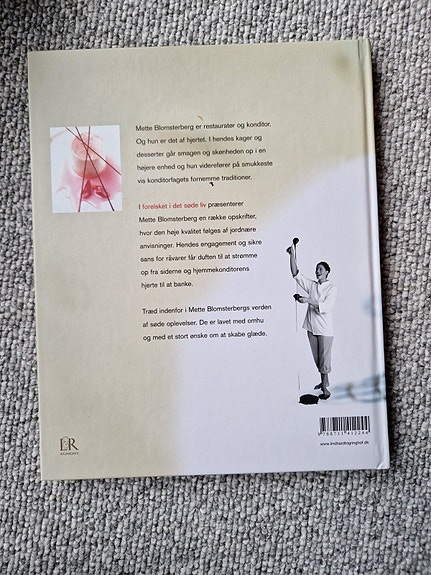 Mette Blomsterberg er restauratør og konditor.
Og hun er det af hjertet. I hendes kager og
desserter går smagen og skønheden op i en
højere enhed og hun viderefører på smukkeste
vis konditorfagets fornemme traditioner.
I forelsket i det søde liv præsenterer
Mette Blomsterberg en række opskrifter,
hvor den høje kvalitet følges af jordnære
anvisninger. Hendes engagement og sikre
sans for råvarer får duften til at strømme
op fra siderne og hjemmekonditorens
hjerte til at banke.
Træd indenfor i Mette Blomsterbergs verden
af søde oplevelser. De er lavet med omhu
og med et stort ønske om at skabe glæde.
L&R
www.lindhardtogringhof.dk